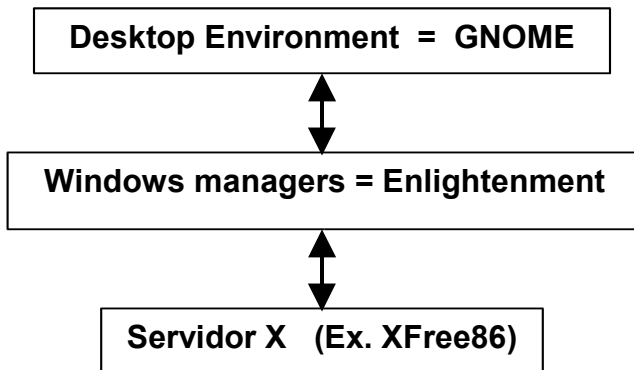 Desktop Environment = GNOME
Windows managers = Enlightenment
Servidor X (Ex. XFree86)